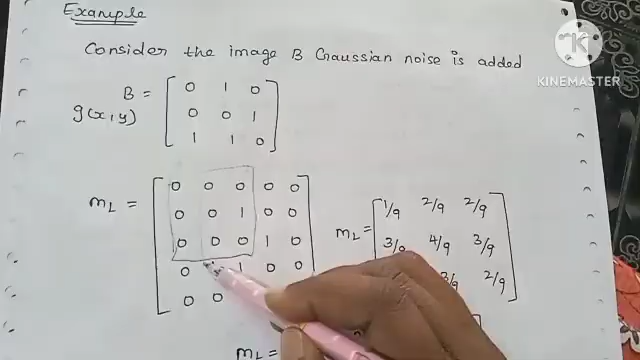 Example
Consider the image B Gaussian noise is added
KINEMASTER
B = 0 1 0
g(x,y) 0 0 1
1 1 0
mL = 0 0 0 0 0
0 0 1 0 0
0 0 0 1 0
0 1 0 0
0 0
mL = 1/9 2/9 2/9
3/9 4/9 3/9
3/9 2/9
mL =